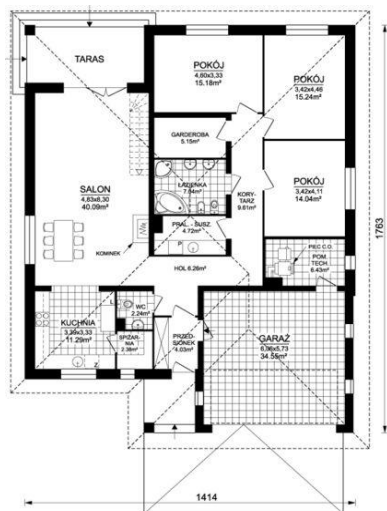 TARAS
POKÓJ
4,60x3,33
15.18m²
POKÓJ
3,42x4,46
15.24m²
GARDEROBA
5.15m²
ŁAZIENKA
7.84m²
POKÓJ
3,42x4,11
14.04m²
SALON
4,83x8,30
40.09m²
KORY-
TARZ
9.61m²
PRAL. - SUSZ.
4.72m²
P
KOMINEK
PIEC C.O.
POM.
TECH.
6.43m²
HOL 6.26m²
WC
2.24m²
KUCHNIA
3,39x3,33
11.29m²
SPIŻAR-
NIA
2.38m²
Z
PRZED-
SIONEK
4.03m²
GARAŻ
6,06x5,73
34.55m²
1763
1414